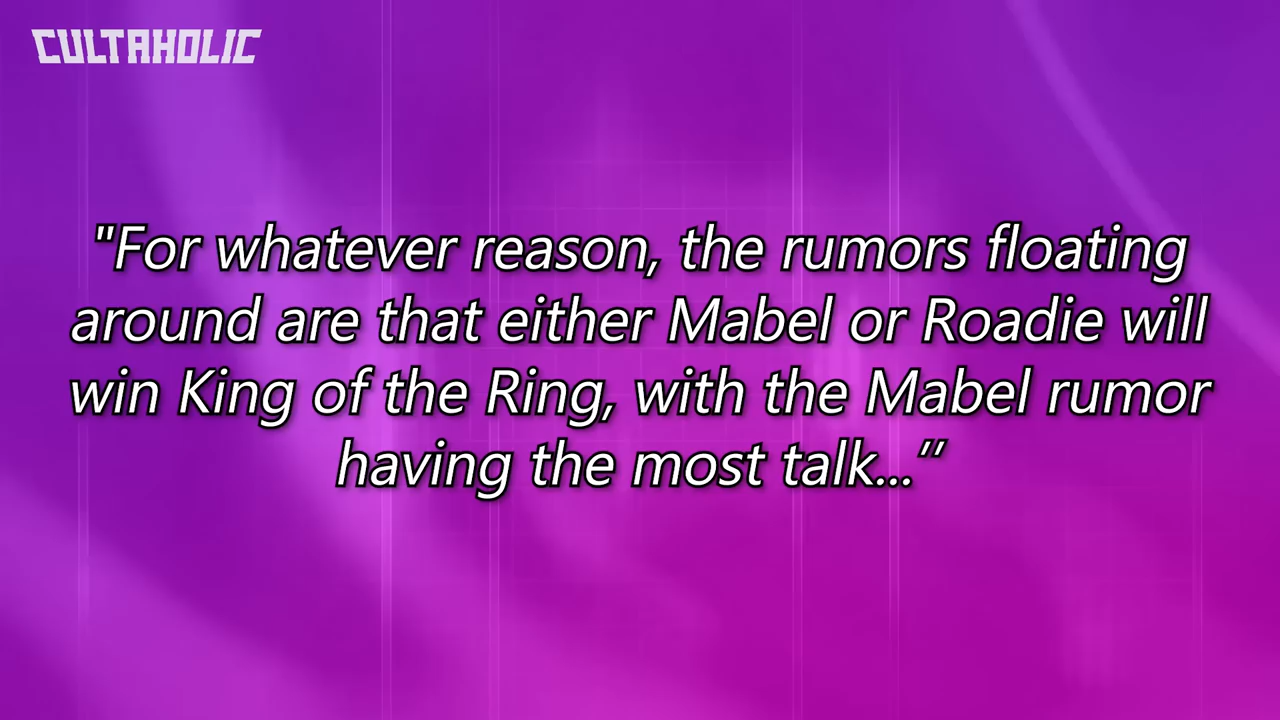 CULTAHOLIC
"For whatever reason, the rumors floating
around are that either Mabel or Roadie will
win King of the Ring, with the Mabel rumor
having the most talk...”